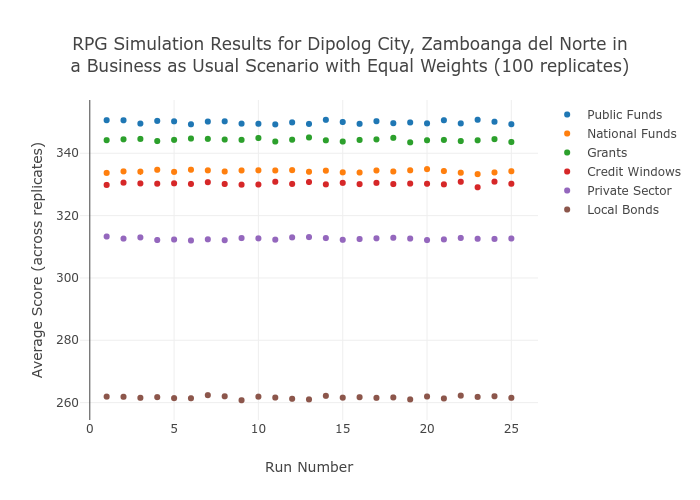 RPG Simulation Results for Dipolog City, Zamboanga del Norte in
a Business as Usual Scenario with Equal Weights (100 replicates)
Public Funds
National Funds
Grants
Credit Windows
Private Sector
Local Bonds
Average Score (across replicates)
340
320
300
280
260
0
5
10
15
20
25
Run Number